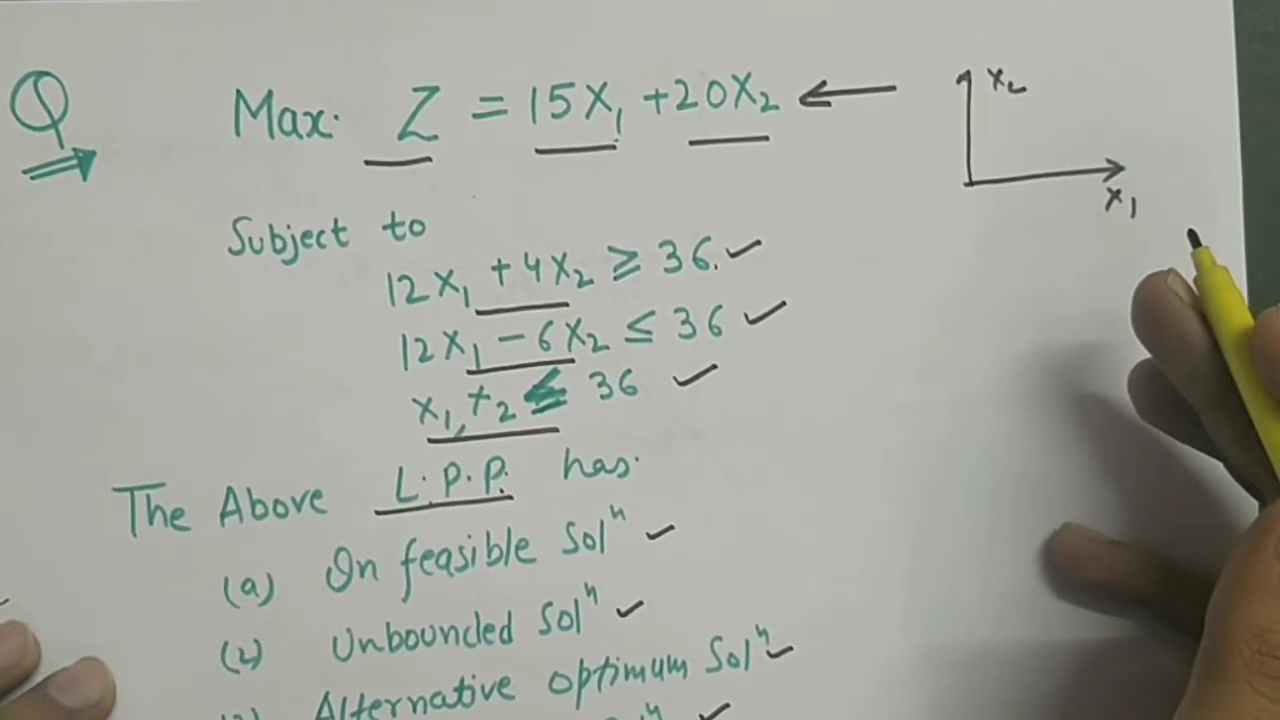 Q Max. Z = 15X₁ + 20X₂ ← X₂
X₁
Subject to
12X₁ + 4X₂ ≥ 36. ✓
12X₁ - 6X₂ ≤ 36 ✓
X₁, X₂ ≤ 36 ✓
The Above L.P.P. has.
(a) In feasible Solⁿ ✓
(2) Unbounded Solⁿ ✓
Alternative optimum Solⁿ ✓